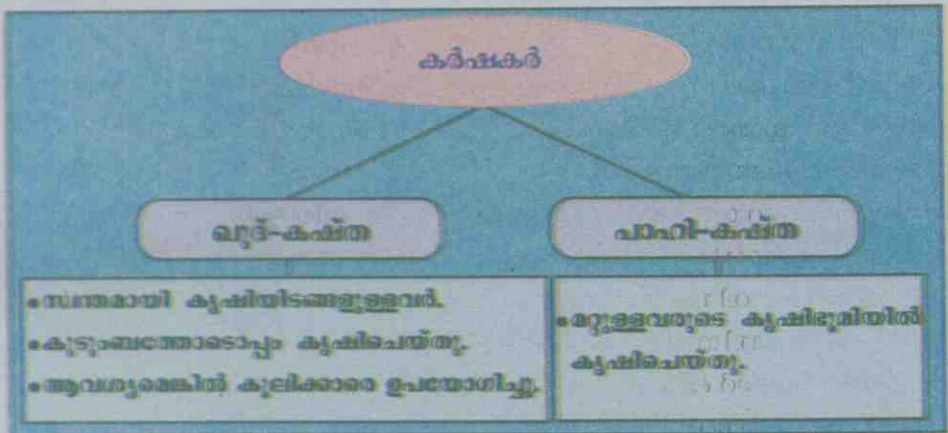 കർഷകർ
ഖുദ്-കഷ്ത
പാഹി-കഷ്ത
•സ്വന്തമായി കൃഷിയിടങ്ങളുള്ളവർ.
•കുടുംബത്തോടൊപ്പം കൃഷിചെയ്തു.
•ആവശ്യമെങ്കിൽ കൂലിക്കാരെ ഉപയോഗിച്ചു.
•മറ്റുള്ളവരുടെ കൃഷിഭൂമിയിൽ
കൃഷിചെയ്തു.